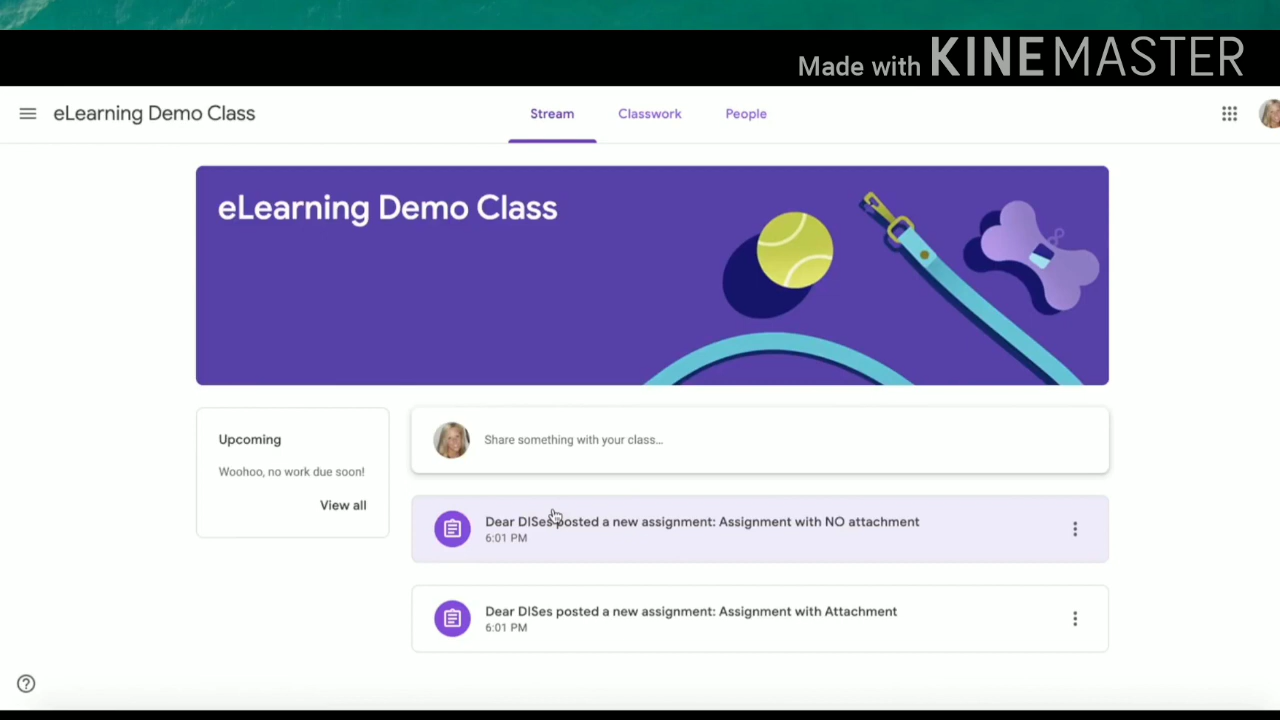 Made with KINEMASTER
eLearning Demo Class
Stream
Classwork
People
eLearning Demo Class
Upcoming
Woohoo, no work due soon!
View all
Share something with your class...
Dear DISes posted a new assignment: Assignment with NO attachment
6:01 PM
Dear DISes posted a new assignment: Assignment with Attachment
6:01 PM